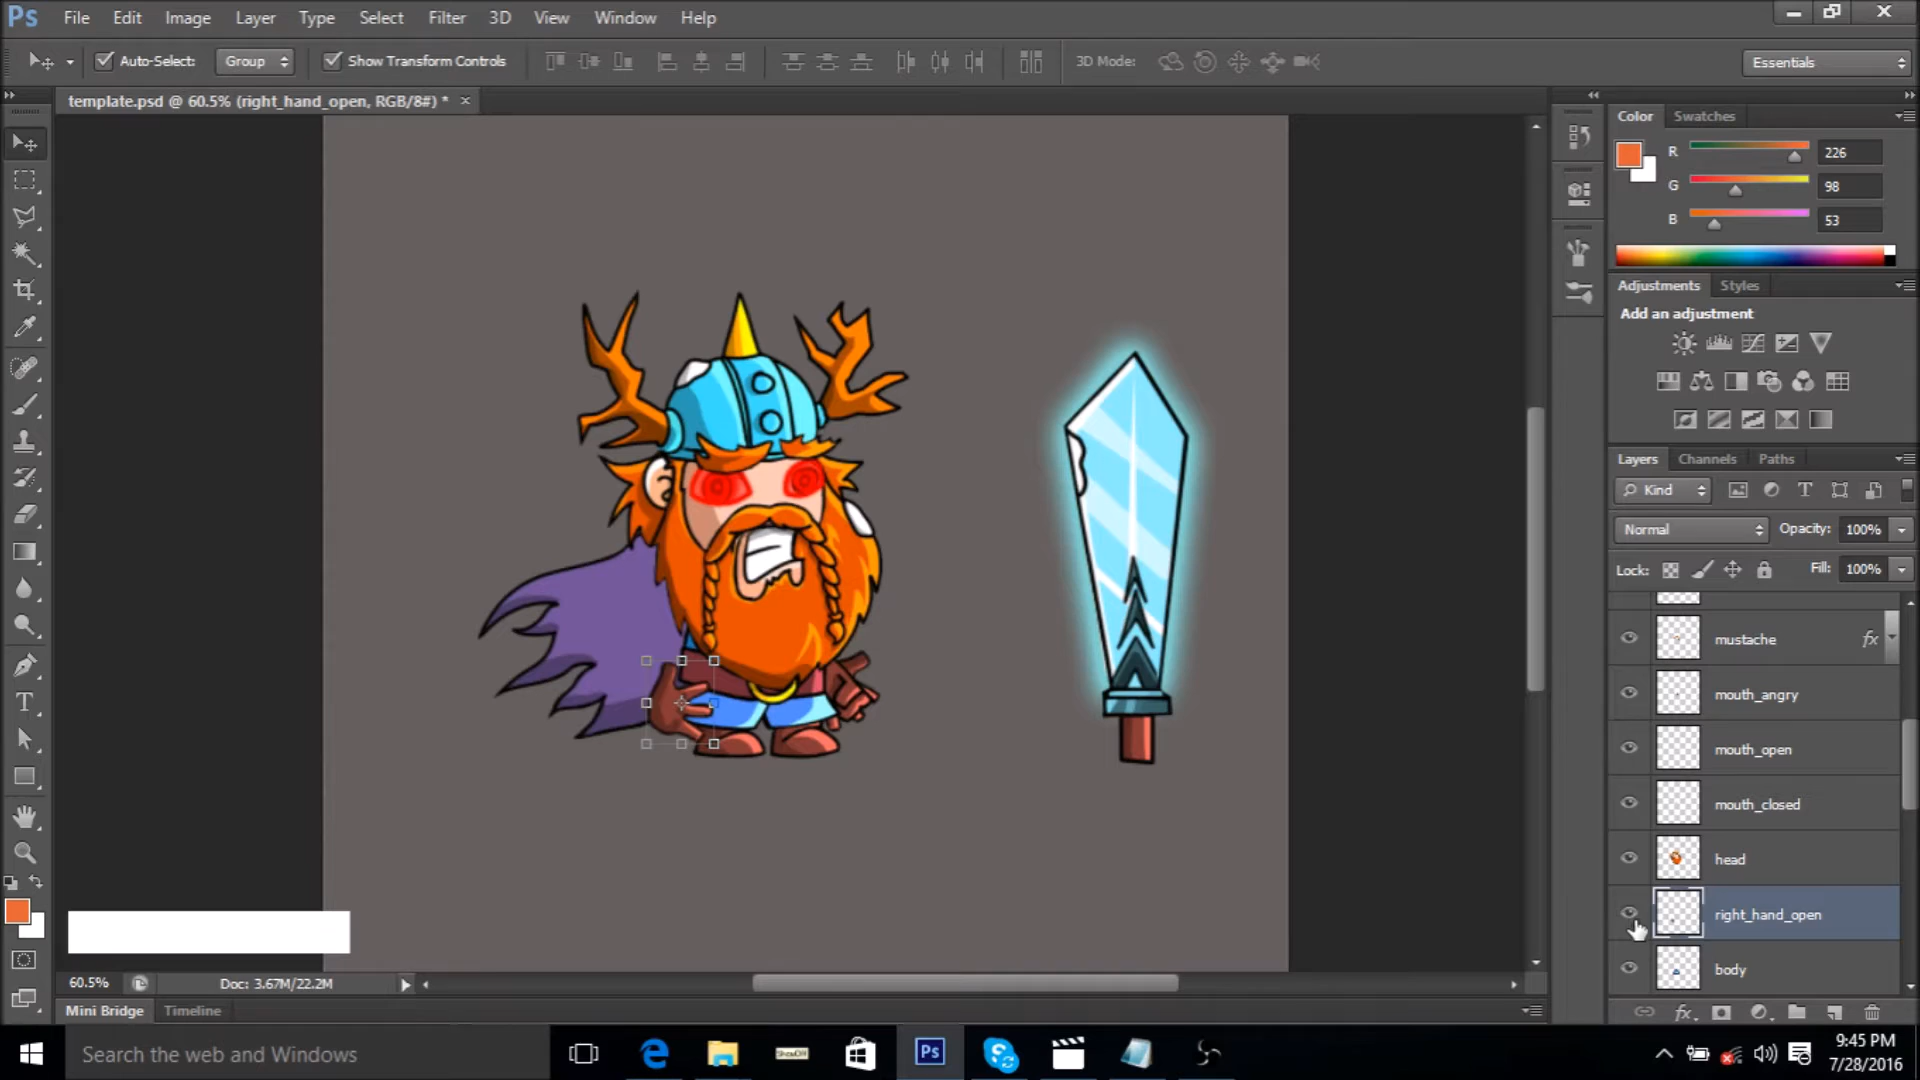 Ps File Edit Image Layer Type Select Filter 3D View Window Help
Auto-Select: Group Show Transform Controls 3D Mode: Essentials
template.psd @ 60.5% (right_hand_open, RGB/8#) * ×
Color Swatches
R 226
G 98
B 53
Adjustments Styles
Add an adjustment
Layers Channels Paths
Kind
Normal Opacity: 100%
Lock: Fill: 100%
mustache fx
mouth_angry
mouth_open
mouth_closed
head
right_hand_open
body
60.5% Doc: 3.67M/22.2M
Mini Bridge Timeline
fx
Search the web and Windows
Ps
9:45 PM
7/28/2016